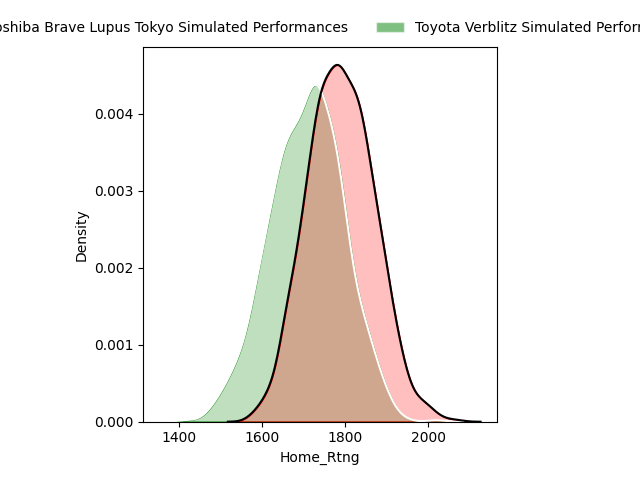 oshiba Brave Lupus Tokyo Simulated Performances Toyota Verblitz Simulated Perfor
0.004
0.003
0.002
0.001
0.000
Density
1400 1600 1800 2000
Home_Rtng